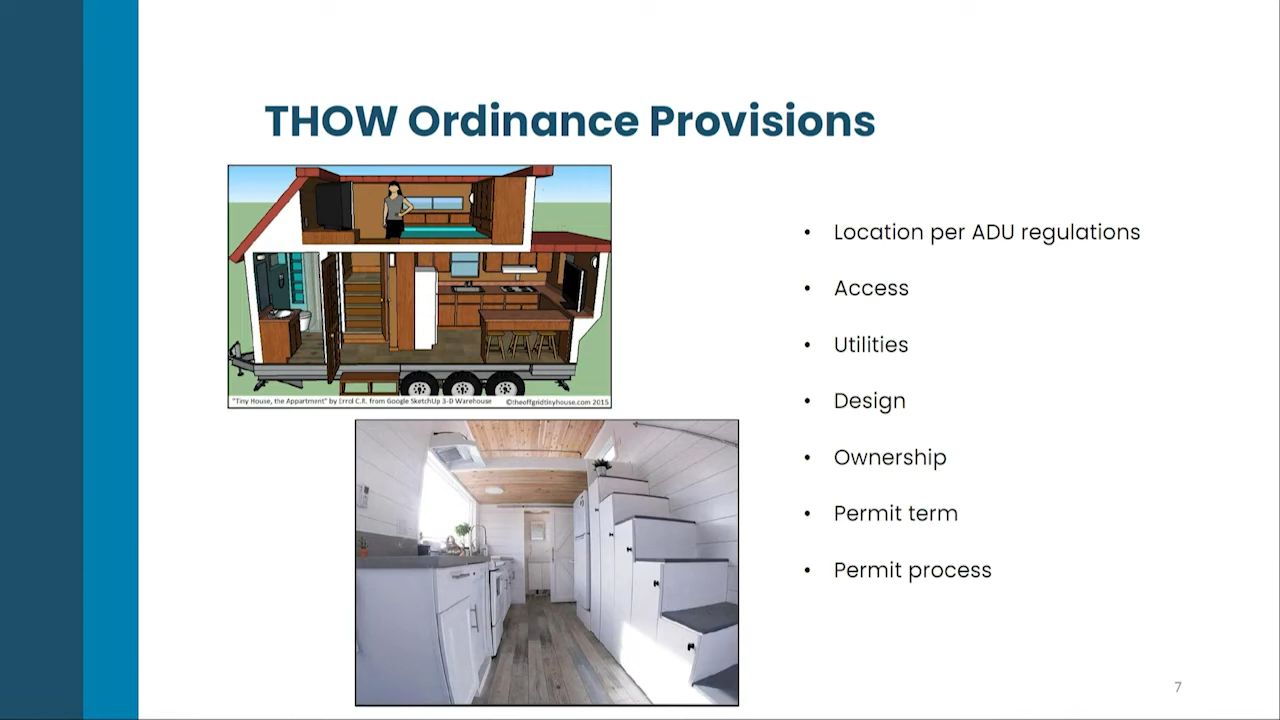 THOW Ordinance Provisions
"Tiny House, the Appartment" by Errol C.R. from Google SketchUp 3-D Warehouse ©theoffgridtinyhouse.com 2015
• Location per ADU regulations
• Access
• Utilities
• Design
• Ownership
• Permit term
• Permit process
7